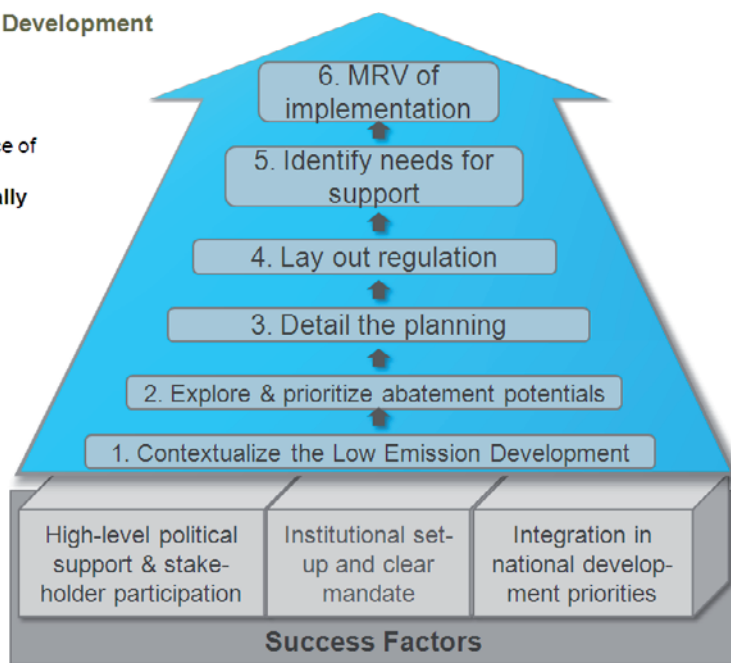 Development
ce of
ally
6. MRV of
implementation
5. Identify needs for
support
4. Lay out regulation
3. Detail the planning
2. Explore & prioritize abatement potentials
1. Contextualize the Low Emission Development
High-level political
support & stake-
holder participation
Institutional set-
up and clear
mandate
Integration in
national develop-
ment priorities
Success Factors